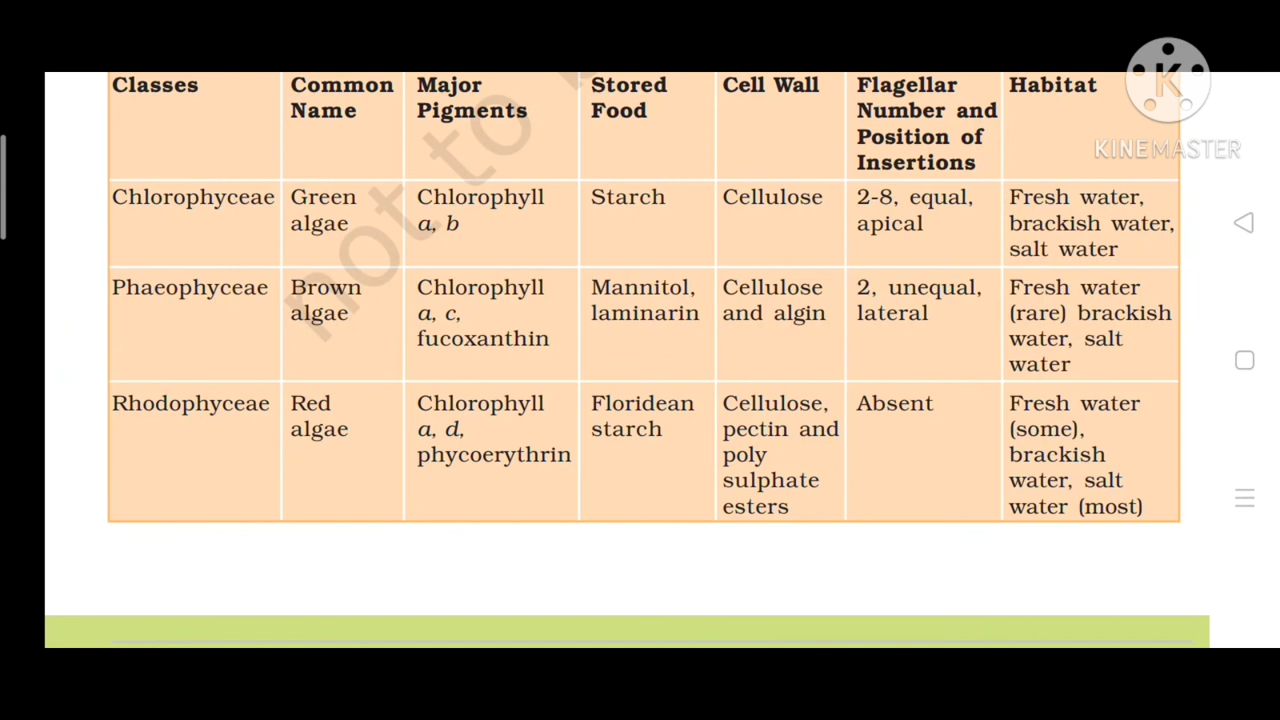 Classes Common Name Major Pigments Stored Food Cell Wall Flagellar Number and Position of Insertions Habitat
Chlorophyceae Green algae Chlorophyll a, b Starch Cellulose 2-8, equal, apical Fresh water, brackish water, salt water
Phaeophyceae Brown algae Chlorophyll a, c, fucoxanthin Mannitol, laminarin Cellulose and algin 2, unequal, lateral Fresh water (rare) brackish water, salt water
Rhodophyceae Red algae Chlorophyll a, d, phycoerythrin Floridean starch Cellulose, pectin and poly sulphate esters Absent Fresh water (some), brackish water, salt water (most)
not to
K
KINEMASTER